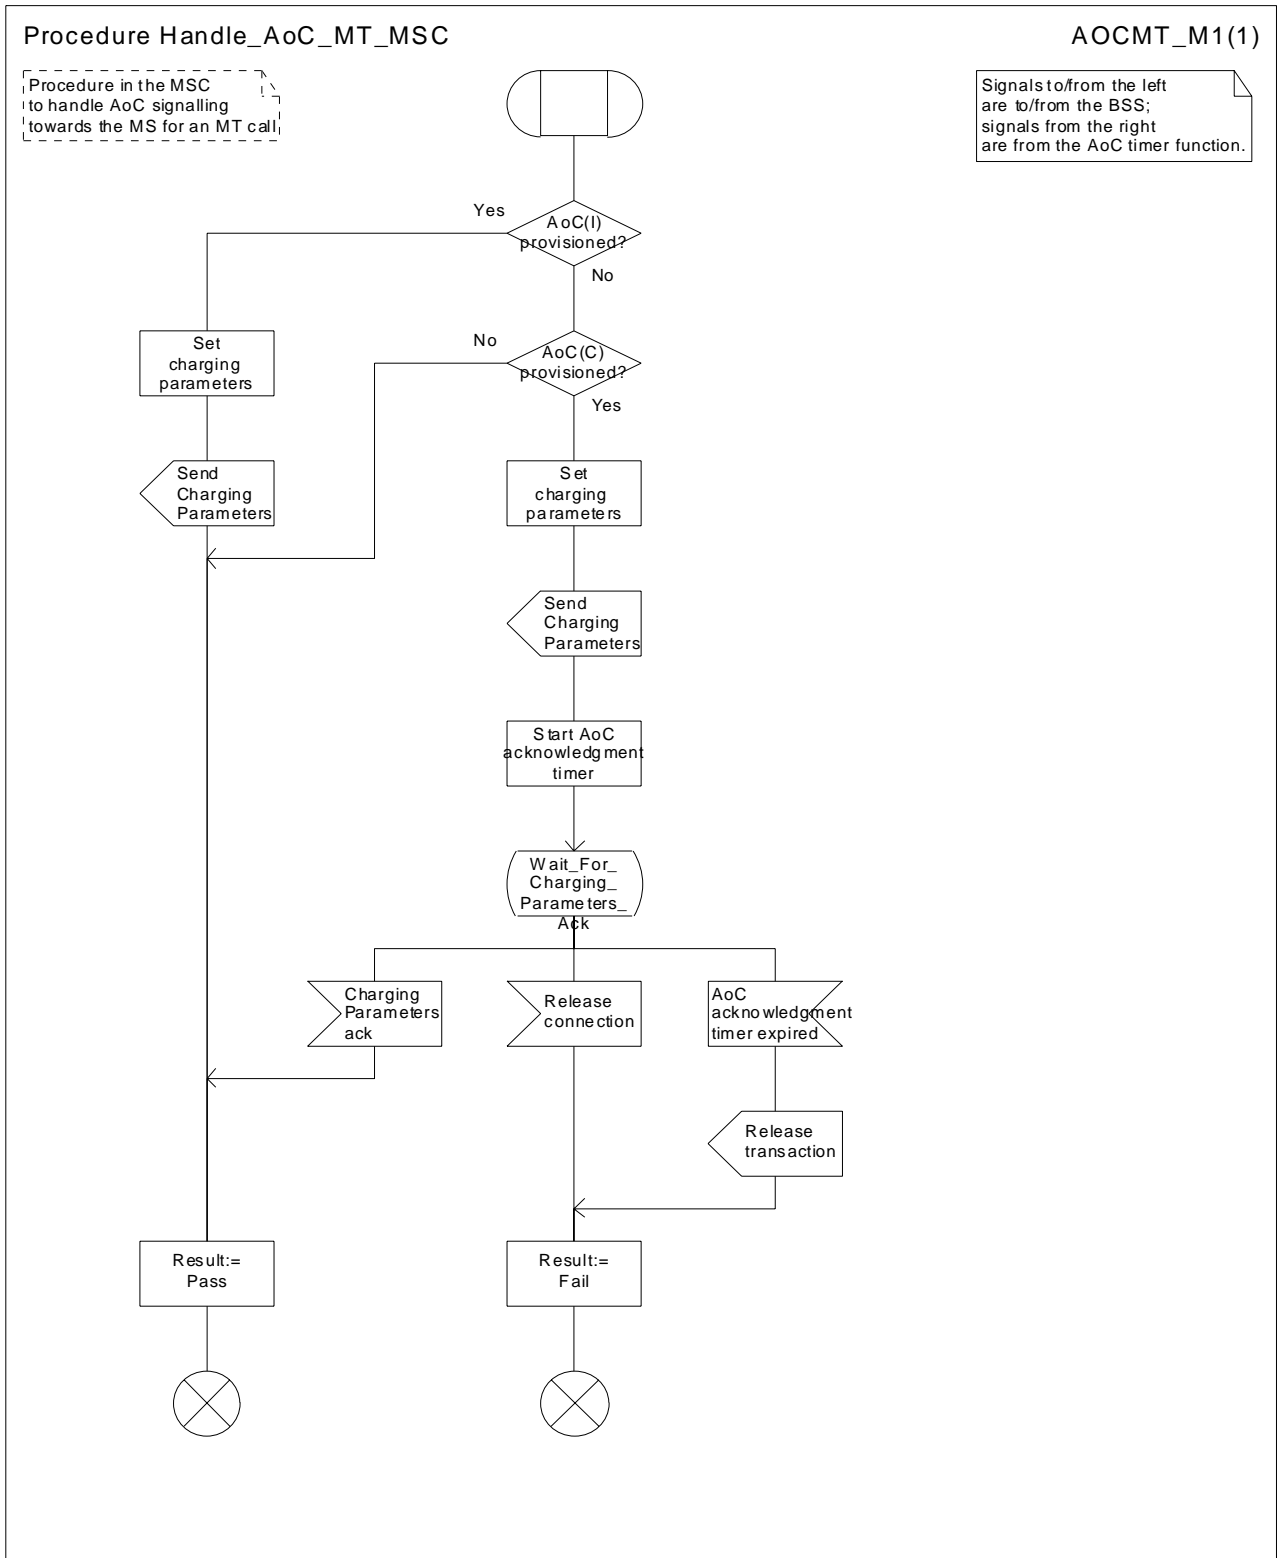 Procedure Handle_AoC_MT_MSC
AOCMT_M1(1)
Procedure in the MSC
to handle AoC signalling
towards the MS for an MT call
Signals to/from the left
are to/from the BSS;
signals from the right
are from the AoC timer function.
Yes
AoC(I)
provisioned?
No
Set
charging
parameters
No
AoC(C)
provisioned?
Yes
Send
Charging
Parameters
Set
charging
parameters
Send
Charging
Parameters
Start AoC
acknowledgment
timer
Wait_For_
Charging_
Parameters_
Ack
Charging
Parameters
ack
Release
connection
AoC
acknowledgment
timer expired
Release
transaction
Result:=
Pass
Result:=
Fail